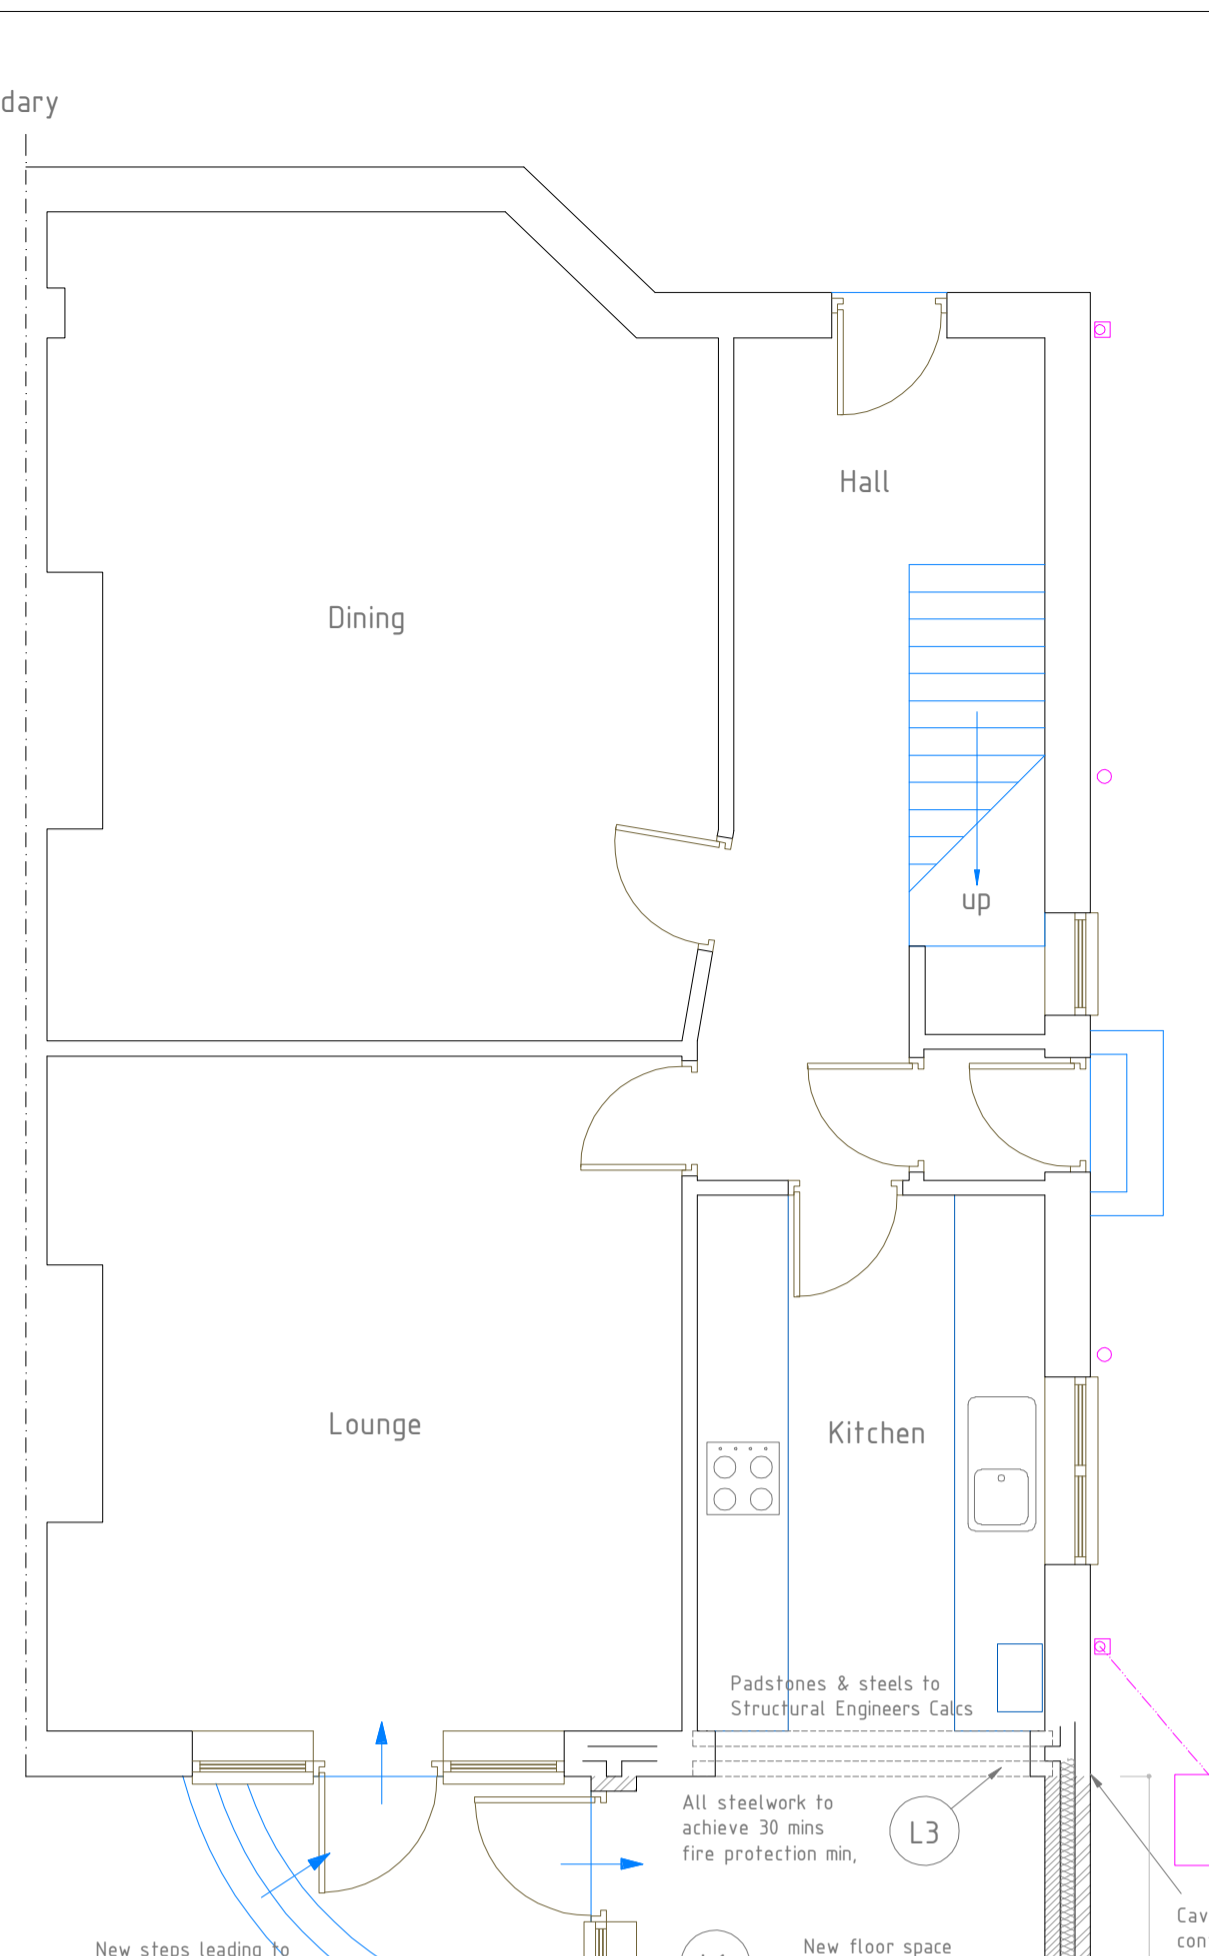 dary
Hall
Dining
up
Lounge
Kitchen
Padstones & steels to
Structural Engineers Calcs
All steelwork to
achieve 30 mins
fire protection min,
L3
Cav
con
New steps leading to
New floor space